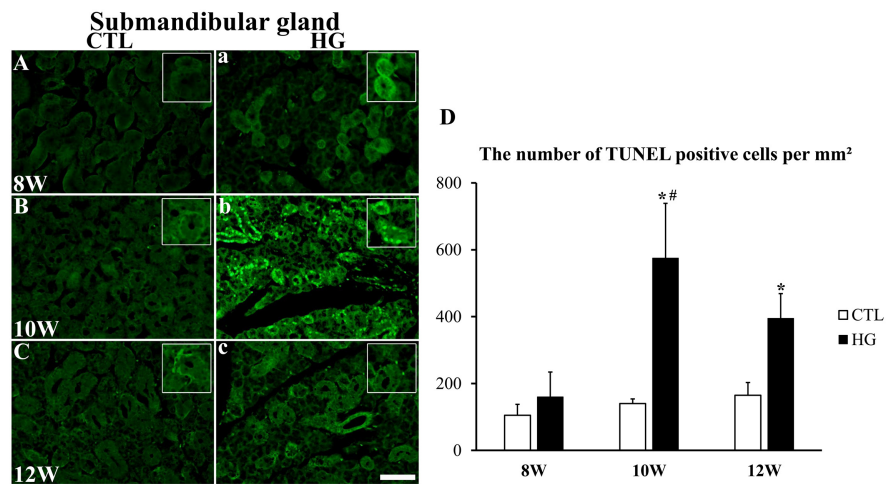 Submandibular gland
CTL HG
A a
8W
B b
10W
C c
12W
D
The number of TUNEL positive cells per mm²
800
600
400
200
0
*#
*
8W 10W 12W
CTL
HG